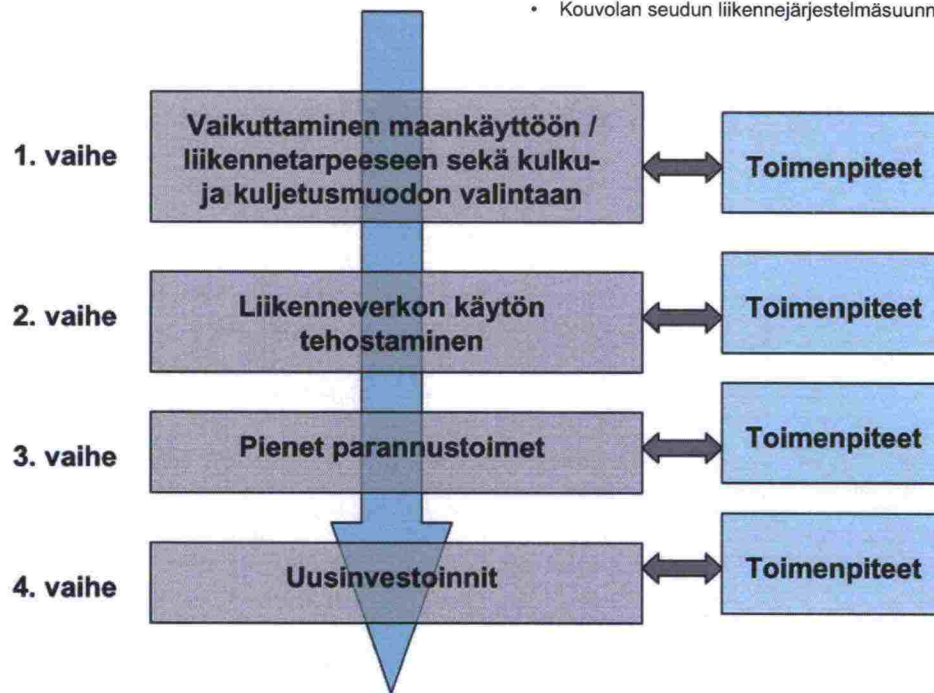 • Kouvolan seudun liikennejärjestelmäsuunn
1. vaihe
Vaikuttaminen maankäyttöön /
liikennetarpeeseen sekä kulku-
ja kuljetusmuodon valintaan
Toimenpiteet
2. vaihe
Liikenneverkon käytön
tehostaminen
Toimenpiteet
3. vaihe
Pienet parannustoimet
Toimenpiteet
4. vaihe
Uusinvestoinnit
Toimenpiteet